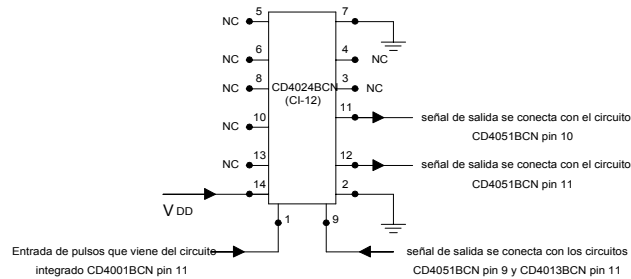 5
7
NC
6
4
NC
NC
8
CD4024BCN
3
NC
NC
(CI-12)
11
señal de salida se conecta con el circuito
CD4051BCN pin 10
10
NC
13
NC
12
señal de salida se conecta con el circuito
CD4051BCN pin 11
14
2
V DD
1
9
Entrada de pulsos que viene del circuito
integrado CD4001BCN pin 11
señal de salida se conecta con los circuitos
CD4051BCN pin 9 y CD4013BCN pin 11